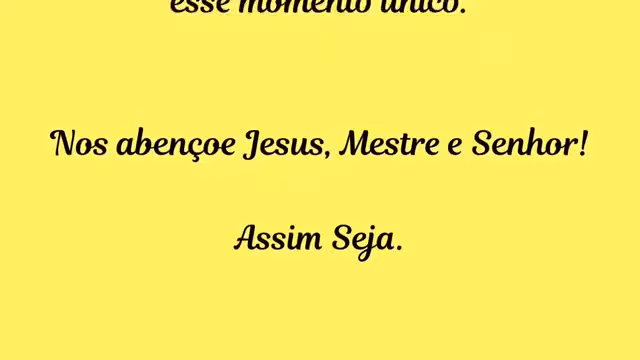 esse momento único.
Nos abençoe Jesus, Mestre e Senhor!
Assim Seja.